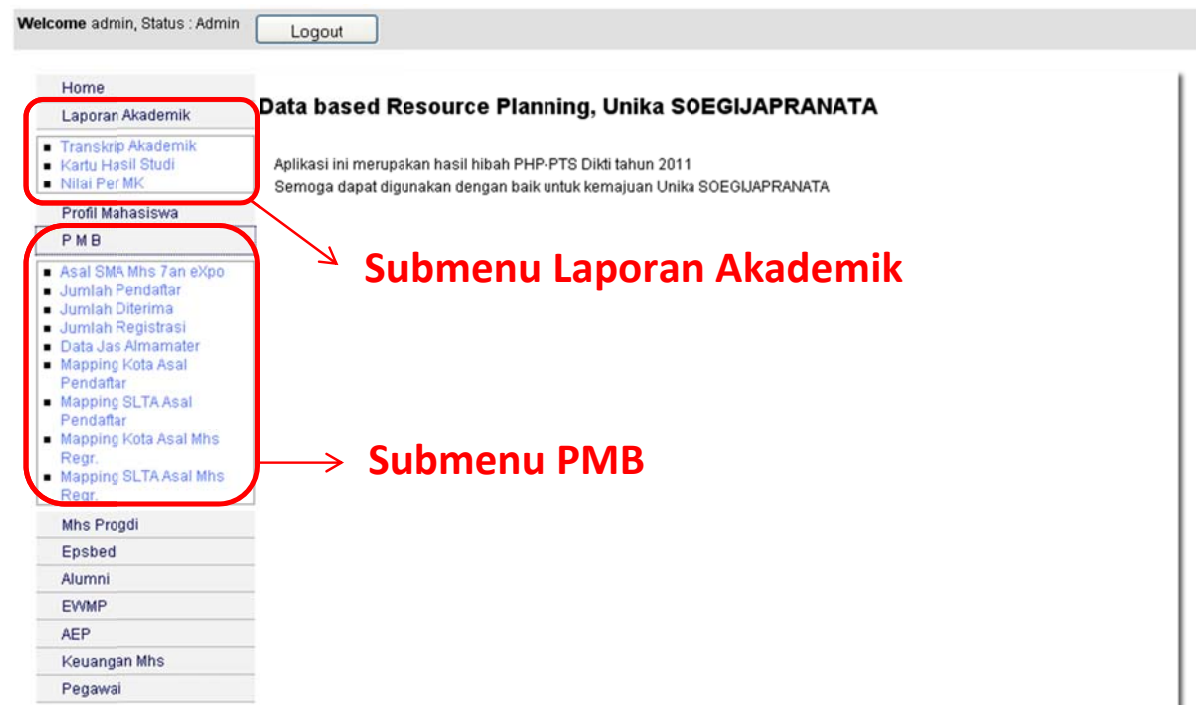 Welcome admin, Status : Admin
Logout
Home
Laporan Akademik
Transkrip Akademik
Kartu Hasil Studi
Nilai Per MK
Profil Mahasiswa
P M B
Asal SMA Mhs 7an eXpo
Jumlah Pendaftar
Jumlah Diterima
Jumlah Registrasi
Data Jas Almamater
Mapping Kota Asal
Pendaftar
Mapping SLTA Asal
Pendaftar
Mapping Kota Asal Mhs
Regr.
Mapping SLTA Asal Mhs
Regr.
Mhs Progdi
Epsbed
Alumni
EWMP
AEP
Keuangan Mhs
Pegawai
Data based Resource Planning, Unika SOEGIJAPRANATA
Aplikasi ini merupakan hasil hibah PHP-PTS Dikti tahun 2011
Semoga dapat digunakan dengan baik untuk kemajuan Unika SOEGIJAPRANATA
Submenu Laporan Akademik
Submenu PMB